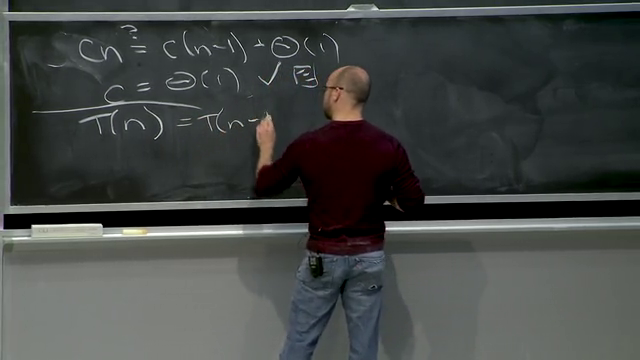 cn ?= c(n-1) + Θ(1)
c = Θ(1) ✓
T(n) = T(n-